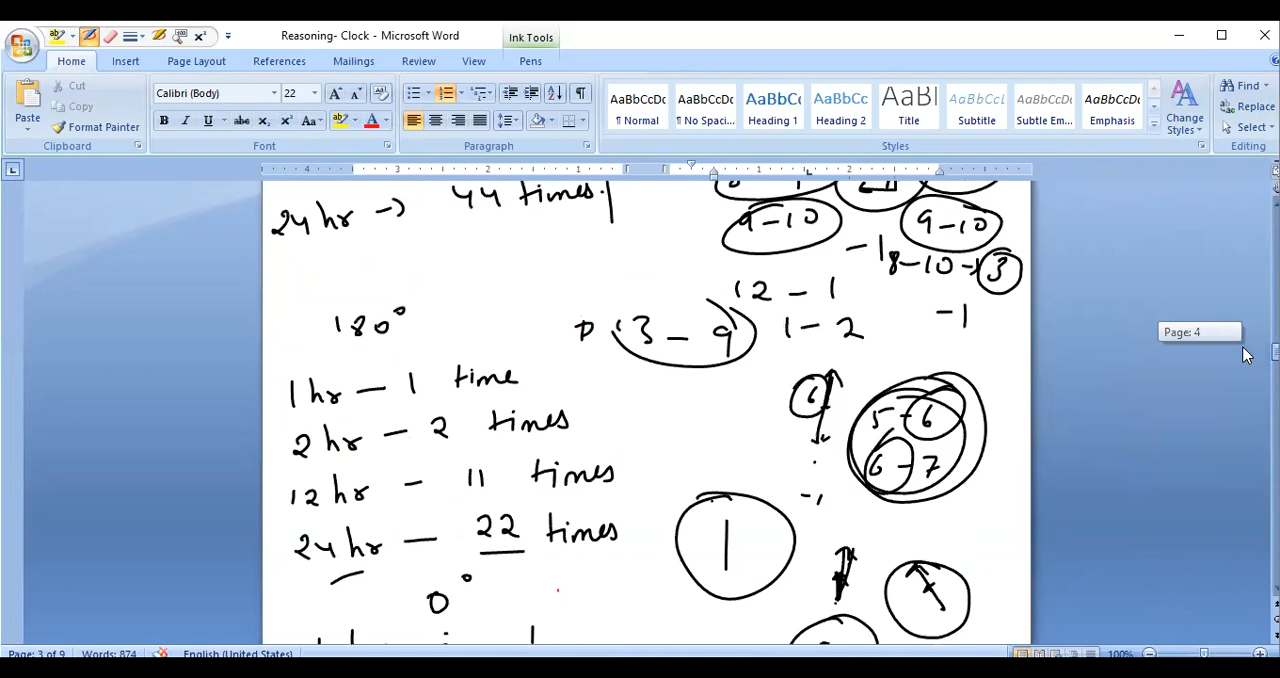 Reasoning- Clock - Microsoft Word
Ink Tools
Home
Insert
Page Layout
References
Mailings
Review
View
Pens
Paste
Cut
Copy
Format Painter
Clipboard
Calibri (Body)
22
Font
Paragraph
AaBbCcDc
¶ Normal
AaBbCcDc
¶ No Spaci...
AaBbCc
Heading 1
AaBbCc
Heading 2
AaBbl
Title
AaBbCcL
Subtitle
AaBbCcDc
Subtle Em...
AaBbCcDc
Emphasis
Styles
Change
Styles
Find
Replace
Select
Editing
24 hr → 44 times
9-10
9-10
8-10 → 3
-1
12 - 1
180°
3 - 9
1 - 2
-1
1 hr - 1 time
2 hr - 2 times
12 hr - 11 times
24 hr - 22 times
0°
6
5-6
6-7
-1
Page: 4
Page: 3 of 9
Words: 874
English (United States)
100%